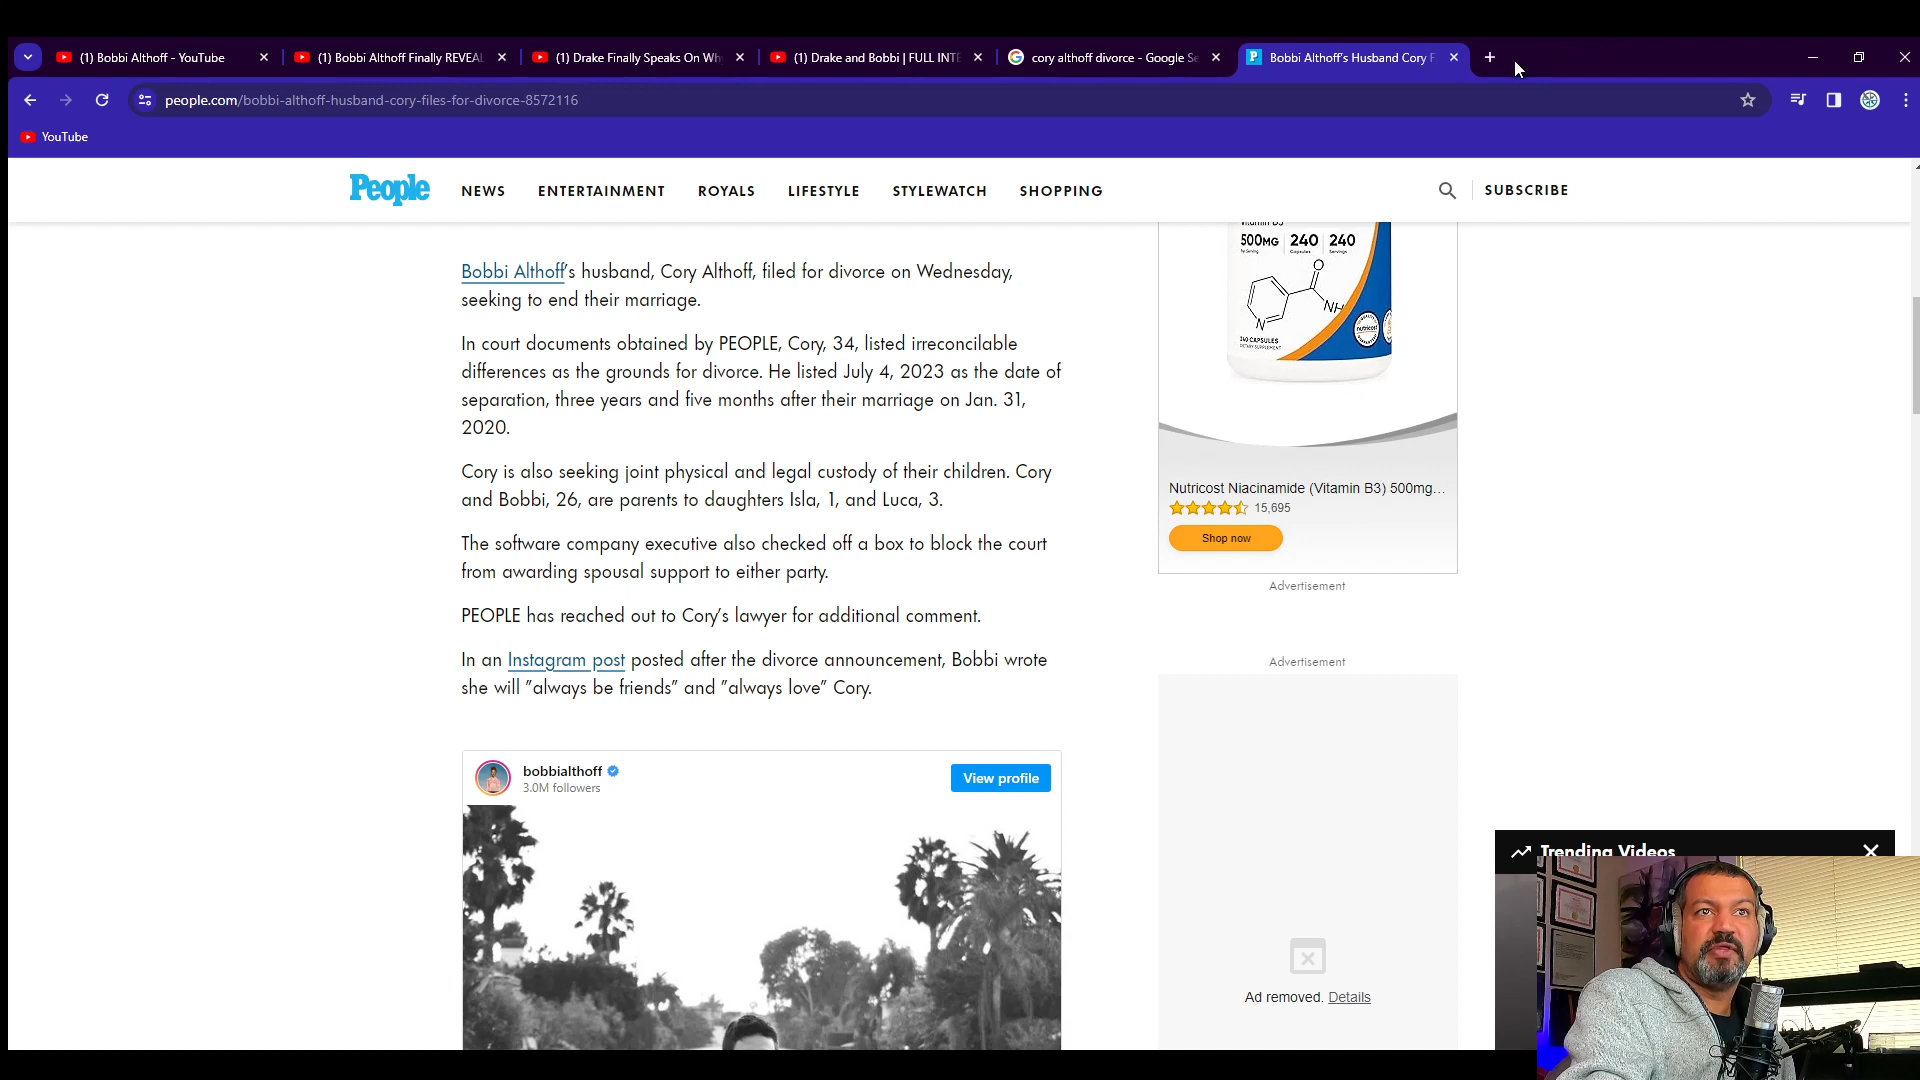 (1) Bobbi Althoff - YouTube
(1) Bobbi Althoff Finally REVEAL
(1) Drake Finally Speaks On Wh
(1) Drake and Bobbi | FULL INTE
cory althoff divorce - Google Se
Bobbi Althoff's Husband Cory F
people.com/bobbi-althoff-husband-cory-files-for-divorce-8572116
YouTube
People
NEWS
ENTERTAINMENT
ROYALS
LIFESTYLE
STYLEWATCH
SHOPPING
SUBSCRIBE
Bobbi Althoff's husband, Cory Althoff, filed for divorce on Wednesday,
seeking to end their marriage.
In court documents obtained by PEOPLE, Cory, 34, listed irreconcilable
differences as the grounds for divorce. He listed July 4, 2023 as the date of
separation, three years and five months after their marriage on Jan. 31,
2020.
Cory is also seeking joint physical and legal custody of their children. Cory
and Bobbi, 26, are parents to daughters Isla, 1, and Luca, 3.
The software company executive also checked off a box to block the court
from awarding spousal support to either party.
PEOPLE has reached out to Cory's lawyer for additional comment.
In an Instagram post posted after the divorce announcement, Bobbi wrote
she will "always be friends" and "always love" Cory.
bobbialthoff
3.0M followers
View profile
Vitamin B3
500MG 240 240
Capsules Servings
O
N
NH
nutricost
240 CAPSULES
DIETARY SUPPLEMENT
Nutricost Niacinamide (Vitamin B3) 500mg...
15,695
Shop now
Advertisement
Advertisement
Ad removed. Details
Trending Videos